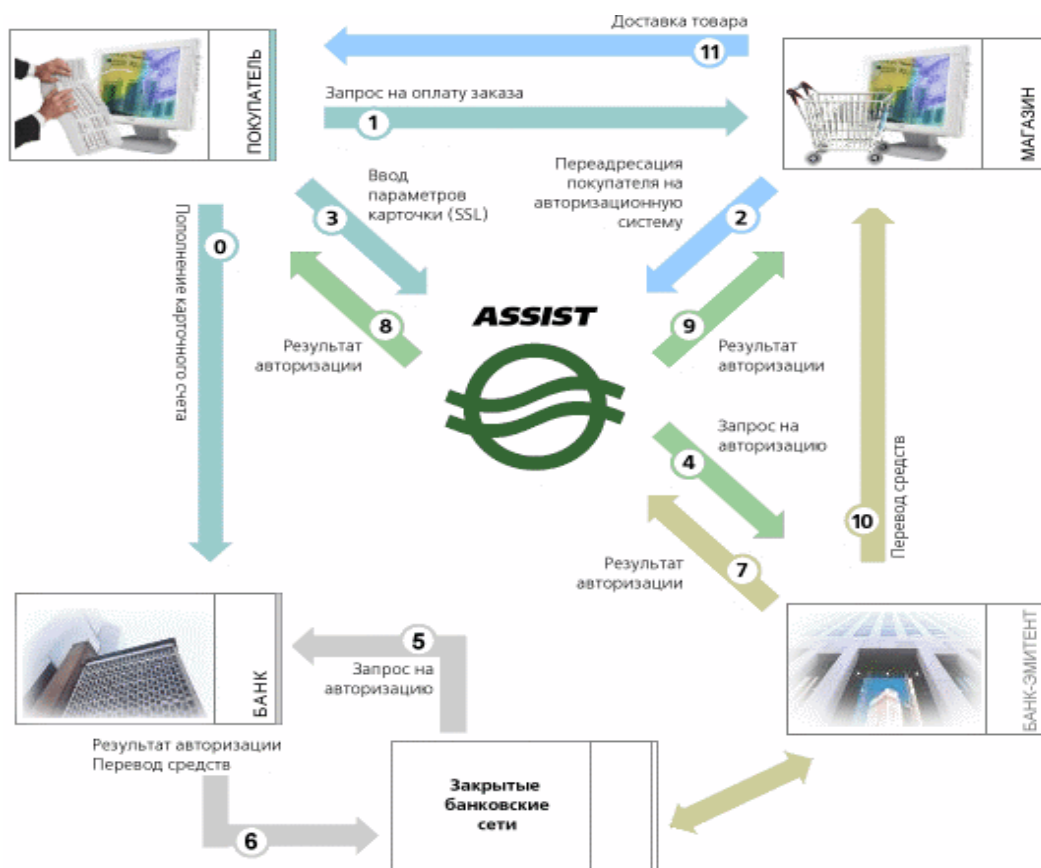 Доставка товара
11
ПОКУПАТЕЛЬ
Запрос на оплату заказа
1
МАГАЗИН
Ввод
параметров
карточки (SSL)
3
Переадресация
покупателя на
авторизационную
систему
2
Пополнение карточного счета
0
8
Результат
авторизации
ASSIST
9
Результат
авторизации
Запрос на
авторизацию
4
10
Перевод средств
Результат
авторизации
7
БАНК
5
Запрос на
авторизацию
БАНК-ЭМИТЕНТ
Результат авторизации
Перевод средств
6
Закрытые
банковские
сети